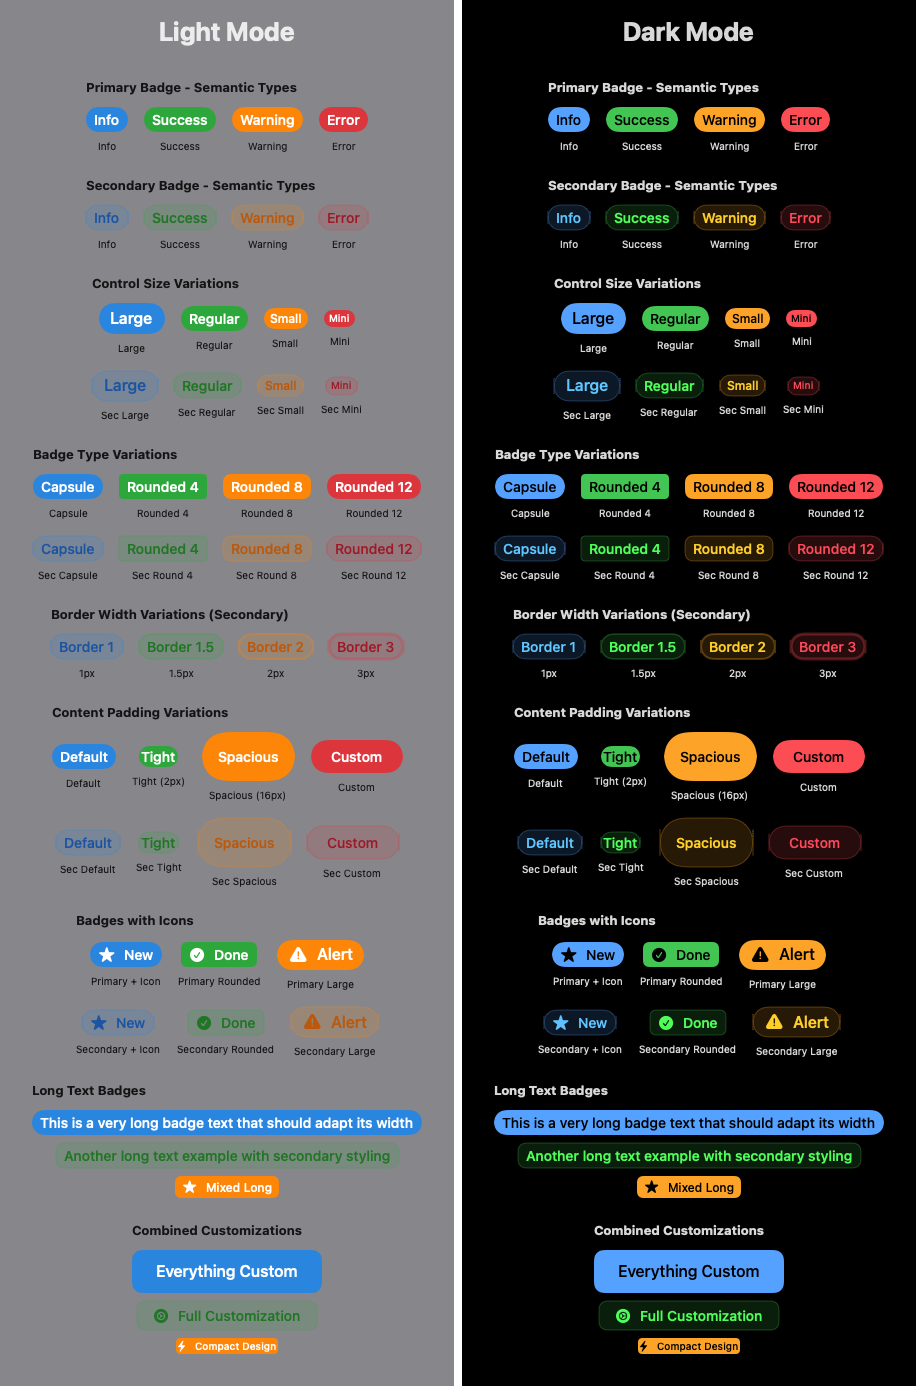 Light Mode
Primary Badge - Semantic Types
Info Success Warning Error
Info Success Warning Error
Secondary Badge - Semantic Types
Info Success Warning Error
Info Success Warning Error
Control Size Variations
Large Regular Small Mini
Large Regular Small Mini
Large Regular Small Mini
Sec Large Sec Regular Sec Small Sec Mini
Badge Type Variations
Capsule Rounded 4 Rounded 8 Rounded 12
Capsule Rounded 4 Rounded 8 Rounded 12
Capsule Rounded 4 Rounded 8 Rounded 12
Sec Capsule Sec Round 4 Sec Round 8 Sec Round 12
Border Width Variations (Secondary)
Border 1 Border 1.5 Border 2 Border 3
1px 1.5px 2px 3px
Content Padding Variations
Default Tight Spacious Custom
Default Tight (2px) Spacious (16px) Custom
Default Tight Spacious Custom
Sec Default Sec Tight Sec Spacious Sec Custom
Badges with Icons
New Done Alert
Primary + Icon Primary Rounded Primary Large
New Done Alert
Secondary + Icon Secondary Rounded Secondary Large
Long Text Badges
This is a very long badge text that should adapt its width
Another long text example with secondary styling
Mixed Long
Combined Customizations
Everything Custom
Full Customization
Compact Design
Dark Mode
Primary Badge - Semantic Types
Info Success Warning Error
Info Success Warning Error
Secondary Badge - Semantic Types
Info Success Warning Error
Info Success Warning Error
Control Size Variations
Large Regular Small Mini
Large Regular Small Mini
Large Regular Small Mini
Sec Large Sec Regular Sec Small Sec Mini
Badge Type Variations
Capsule Rounded 4 Rounded 8 Rounded 12
Capsule Rounded 4 Rounded 8 Rounded 12
Capsule Rounded 4 Rounded 8 Rounded 12
Sec Capsule Sec Round 4 Sec Round 8 Sec Round 12
Border Width Variations (Secondary)
Border 1 Border 1.5 Border 2 Border 3
1px 1.5px 2px 3px
Content Padding Variations
Default Tight Spacious Custom
Default Tight (2px) Spacious (16px) Custom
Default Tight Spacious Custom
Sec Default Sec Tight Sec Spacious Sec Custom
Badges with Icons
New Done Alert
Primary + Icon Primary Rounded Primary Large
New Done Alert
Secondary + Icon Secondary Rounded Secondary Large
Long Text Badges
This is a very long badge text that should adapt its width
Another long text example with secondary styling
Mixed Long
Combined Customizations
Everything Custom
Full Customization
Compact Design